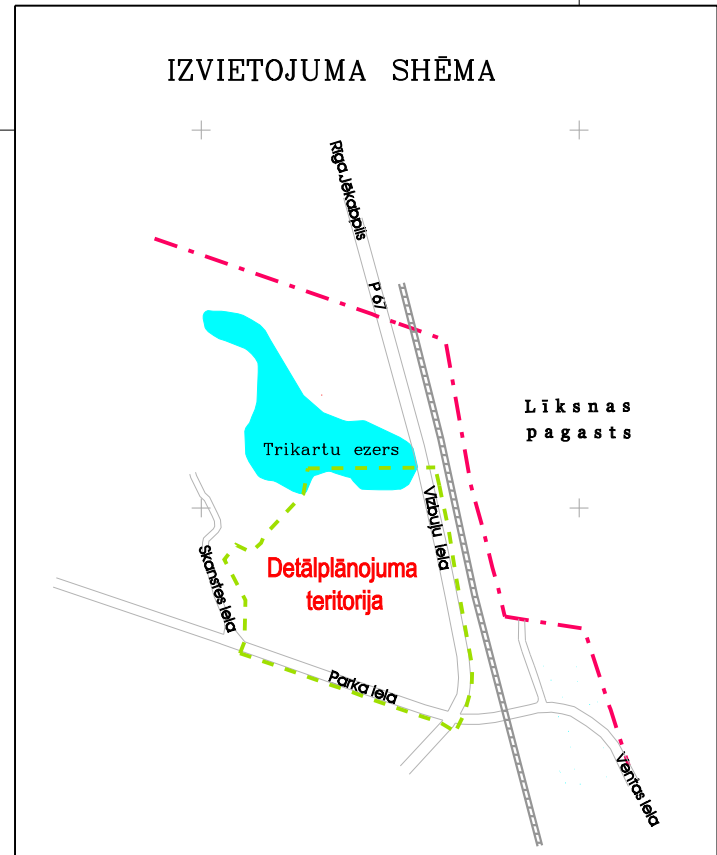 IZVIETOJUMA SHĒMA
Rīga-Jēkabpils
P 67
Līksnas
pagasts
Trikartu ezers
Vīzbuļu iela
Skanstes iela
Detālplānojuma
teritorija
Parka iela
Ventas iela